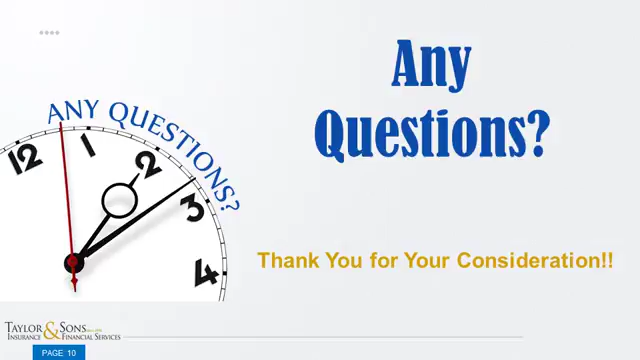 Any
Questions?
ANY QUESTIONS?
12
1
2
3
4
Thank You for Your Consideration!!
TAYLOR & SONS
INSURANCE & FINANCIAL SERVICES
PAGE 10